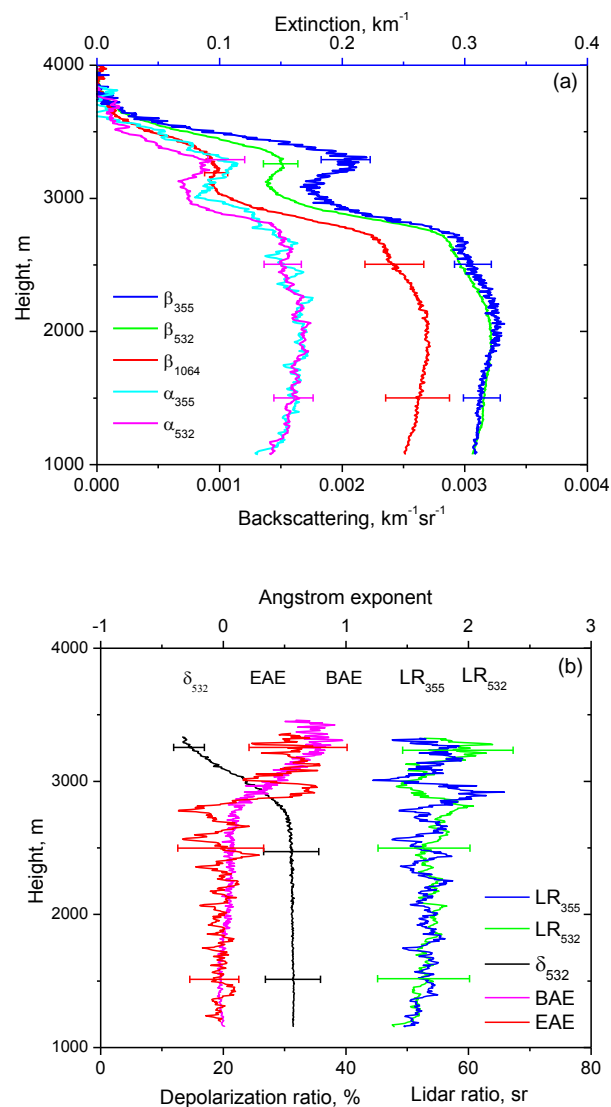 Extinction, km⁻¹
0.0 0.1 0.2 0.3 0.4
(a)
4000
3000
2000
1000
Height, m
β₃₅₅
β₅₃₂
β₁₀₆₄
α₃₅₅
α₅₃₂
0.000 0.001 0.002 0.003 0.004
Backscattering, km⁻¹sr⁻¹
Angstrom exponent
-1 0 1 2 3
(b)
δ₅₃₂ EAE BAE LR₃₅₅ LR₅₃₂
4000
3000
2000
1000
Height, m
LR₃₅₅
LR₅₃₂
δ₅₃₂
BAE
EAE
0 20 40 60 80
Depolarization ratio, % Lidar ratio, sr